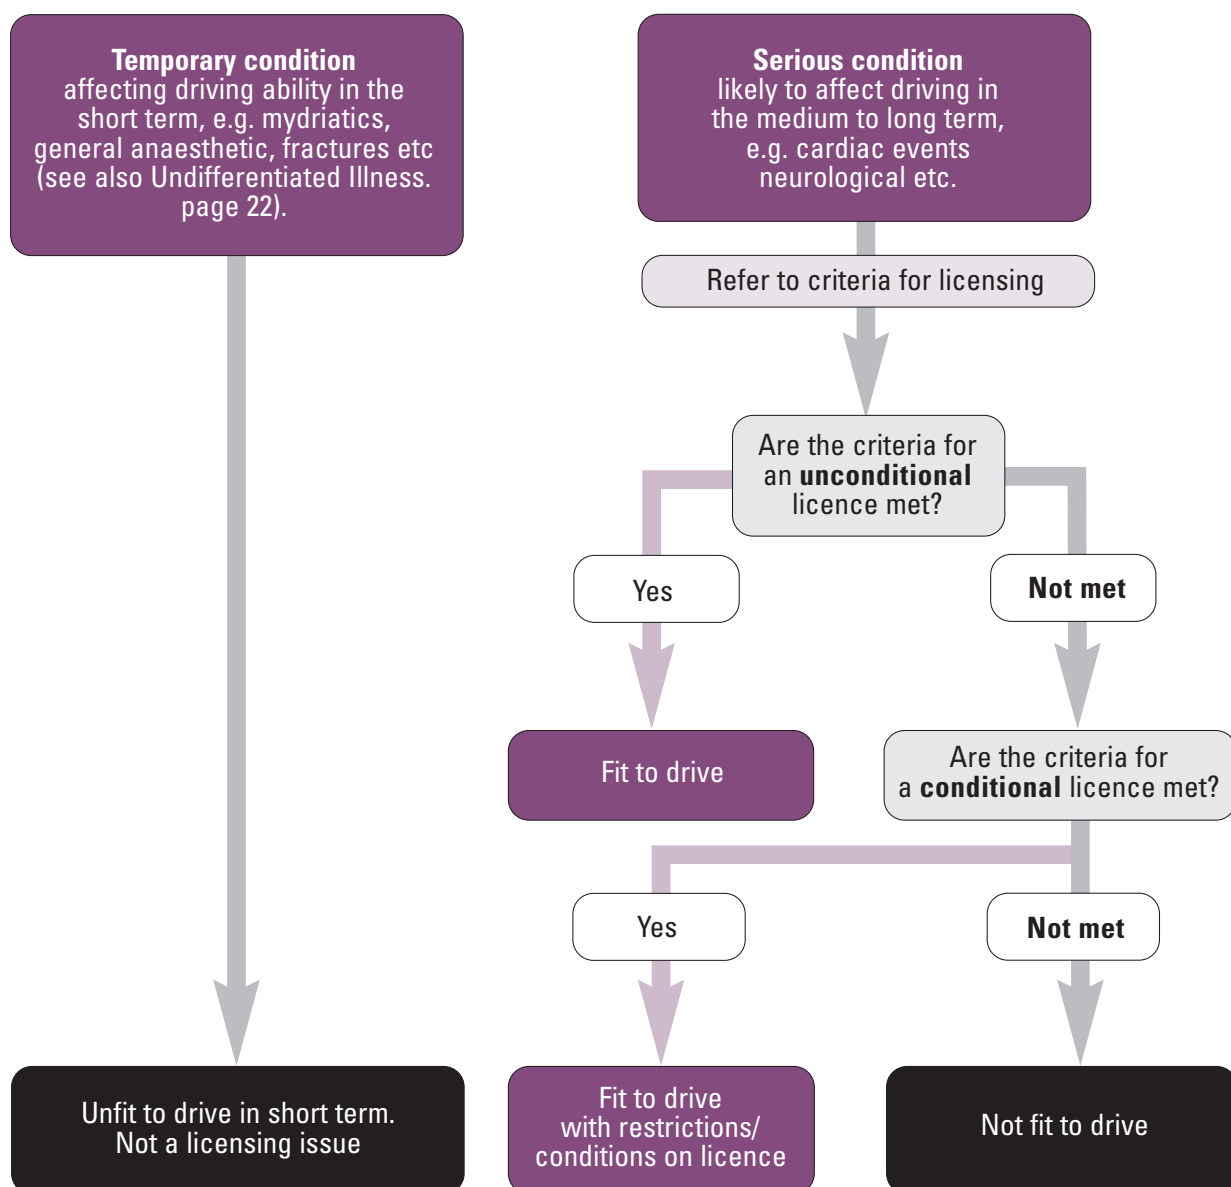 Temporary condition
affecting driving ability in the
short term, e.g. mydriatics,
general anaesthetic, fractures etc
(see also Undifferentiated Illness.
page 22).
Serious condition
likely to affect driving in
the medium to long term,
e.g. cardiac events
neurological etc.
Refer to criteria for licensing
Are the criteria for
an unconditional
licence met?
Yes
Not met
Fit to drive
Are the criteria for
a conditional licence met?
Yes
Not met
Unfit to drive in short term.
Not a licensing issue
Fit to drive
with restrictions/
conditions on licence
Not fit to drive